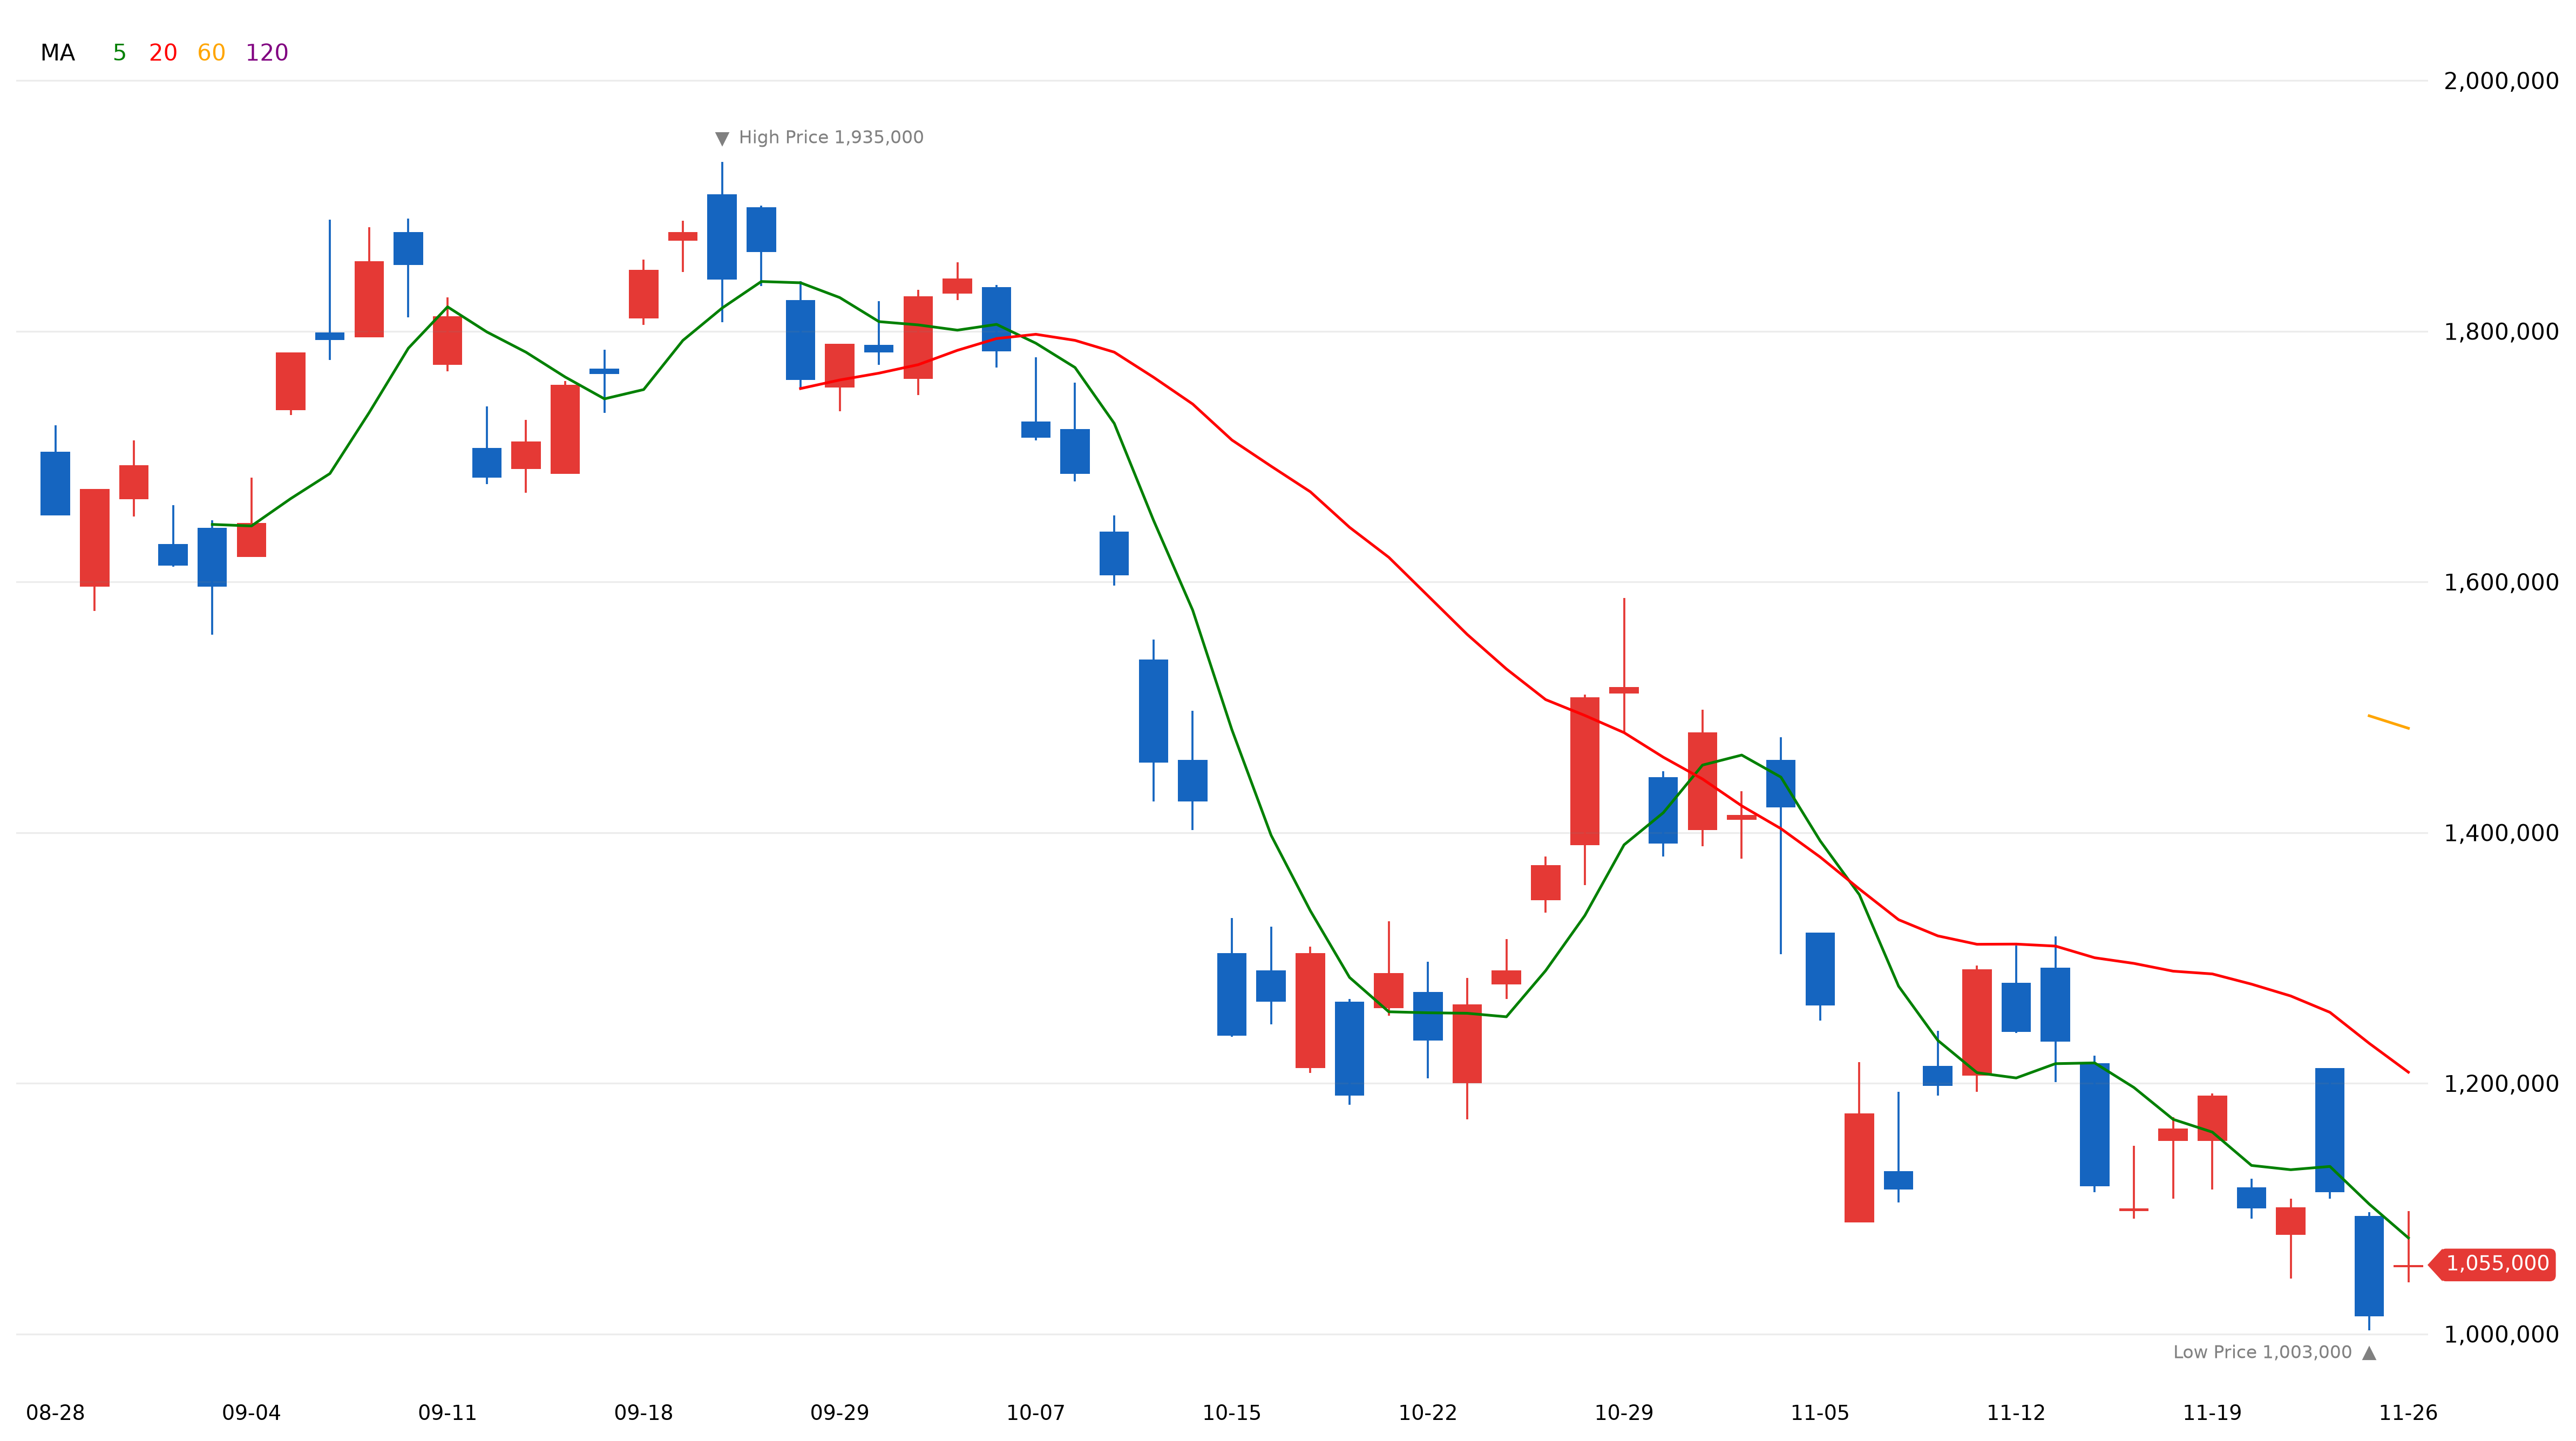 MA 5 20 60 120
2,000,000
▼ High Price 1,935,000
1,800,000
1,600,000
1,400,000
1,200,000
1,055,000
1,000,000
Low Price 1,003,000 ▲
08-28 09-04 09-11 09-18 09-29 10-07 10-15 10-22 10-29 11-05 11-12 11-19 11-26